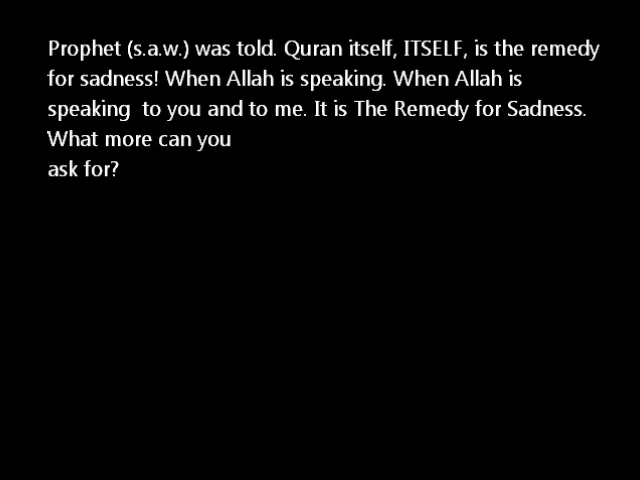 Prophet (s.a.w.) was told. Quran itself, ITSELF, is the remedy
for sadness! When Allah is speaking. When Allah is
speaking  to you and to me. It is The Remedy for Sadness.
What more can you
ask for?